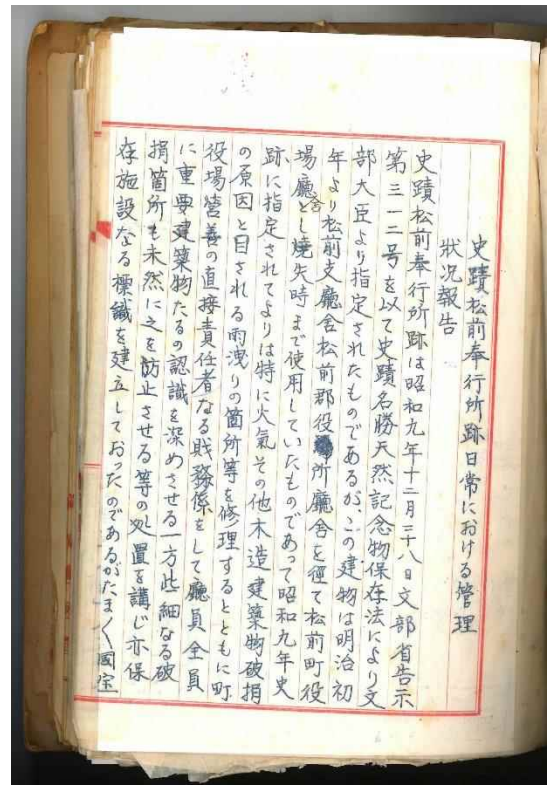 史蹟松前奉行所跡日常における管理
狀况報告
史蹟松前奉行所跡は昭和九年十二月二十八日文部省告示
第三一二号を以て史蹟名勝天然記念物保存法により文
部大臣より指定されたものであるが、この建物は明治初
年より松前支廳舍松前郡役所廳舍を徑て松前町役
場廳舍とし焼失時まで使用していたものであって昭和九年史
跡に指定されてよりは特に火氣その他木造建築物破損
の原因と目される雨洩りの箇所等を修理するとともに町
役場営善の直接責任者なる財務係をして廳員全員
に重要建築物たるの認識を深めさせる一方些細なる破
損箇所も未然に之を防止させる等の処置を講じ亦保
存施設なる標識を建立しておったのであるがたま〱國宝